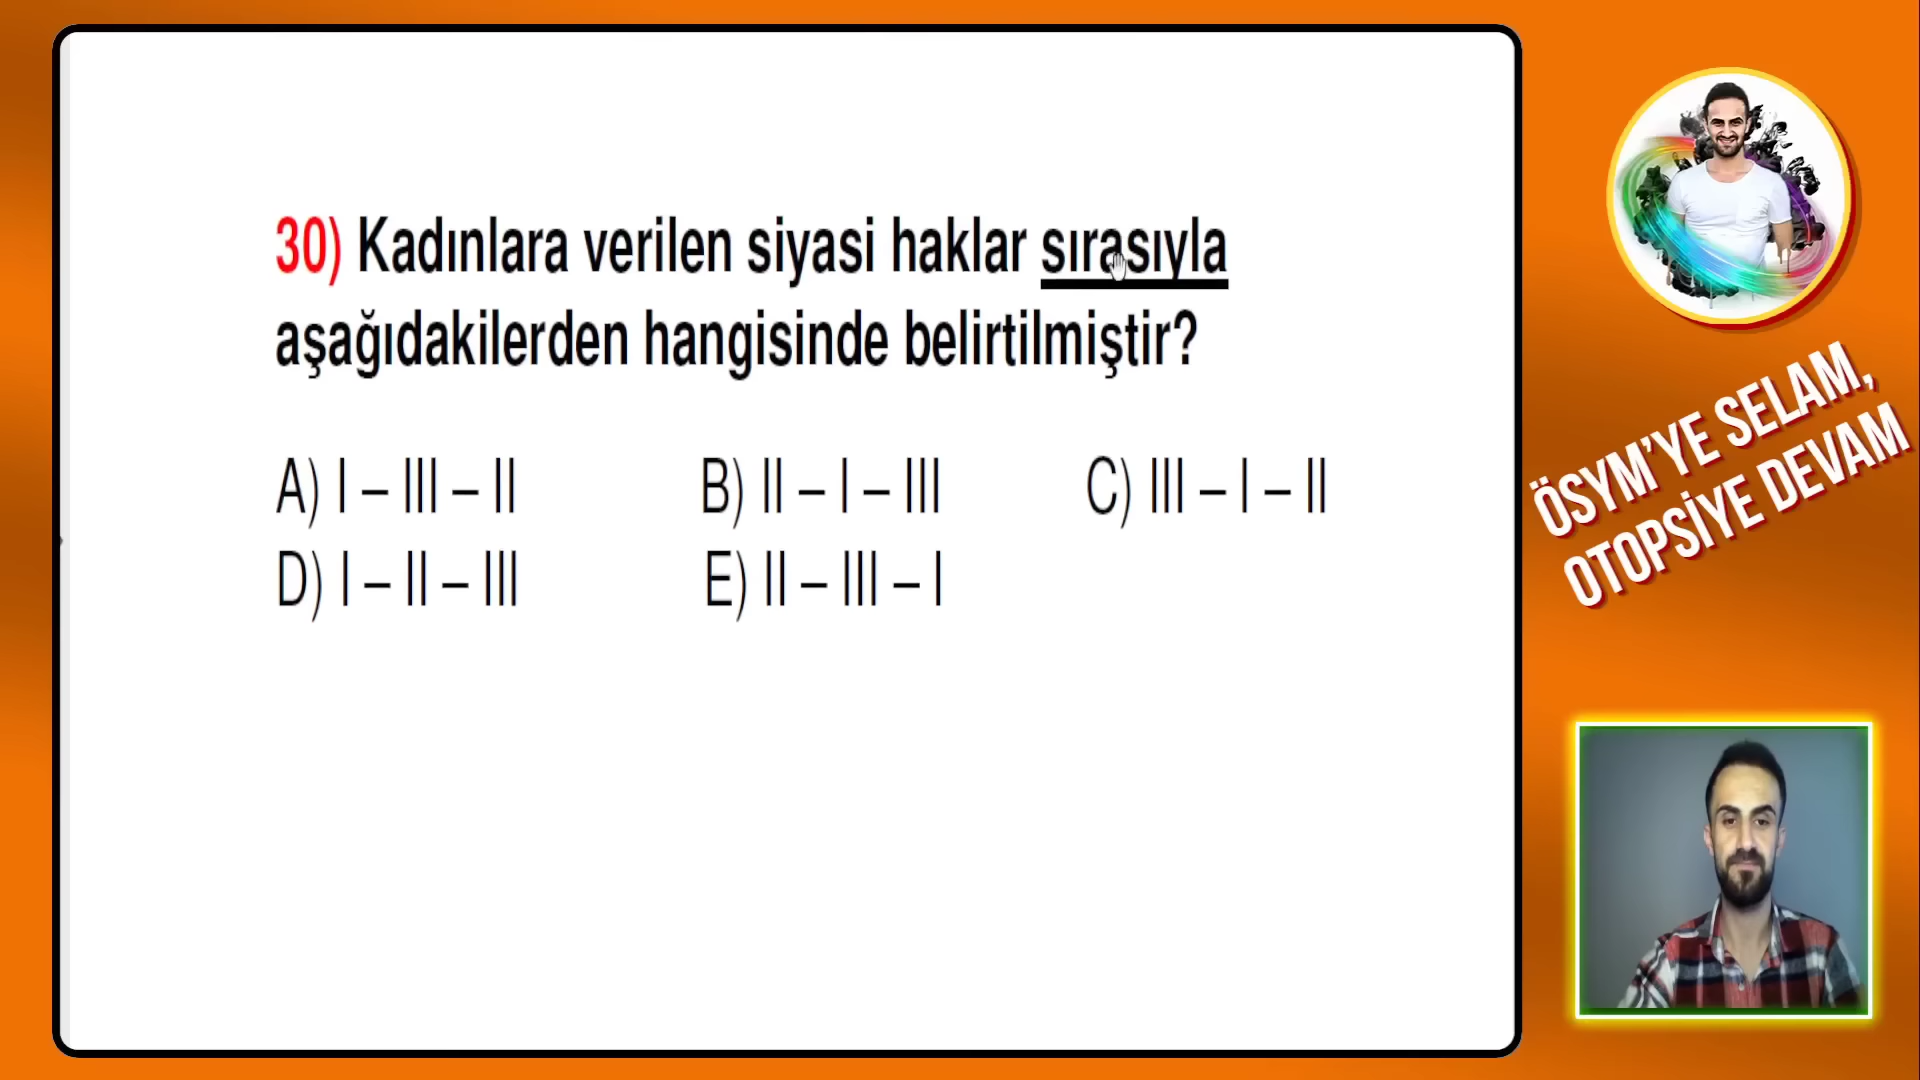 30) Kadınlara verilen siyasi haklar sırasıyla
aşağıdakilerden hangisinde belirtilmiştir?
A) I – III – II B) II – I – III C) III – I – II
D) I – II – III E) II – III – I
ÖSYM'YE SELAM,
OTOPSİYE DEVAM